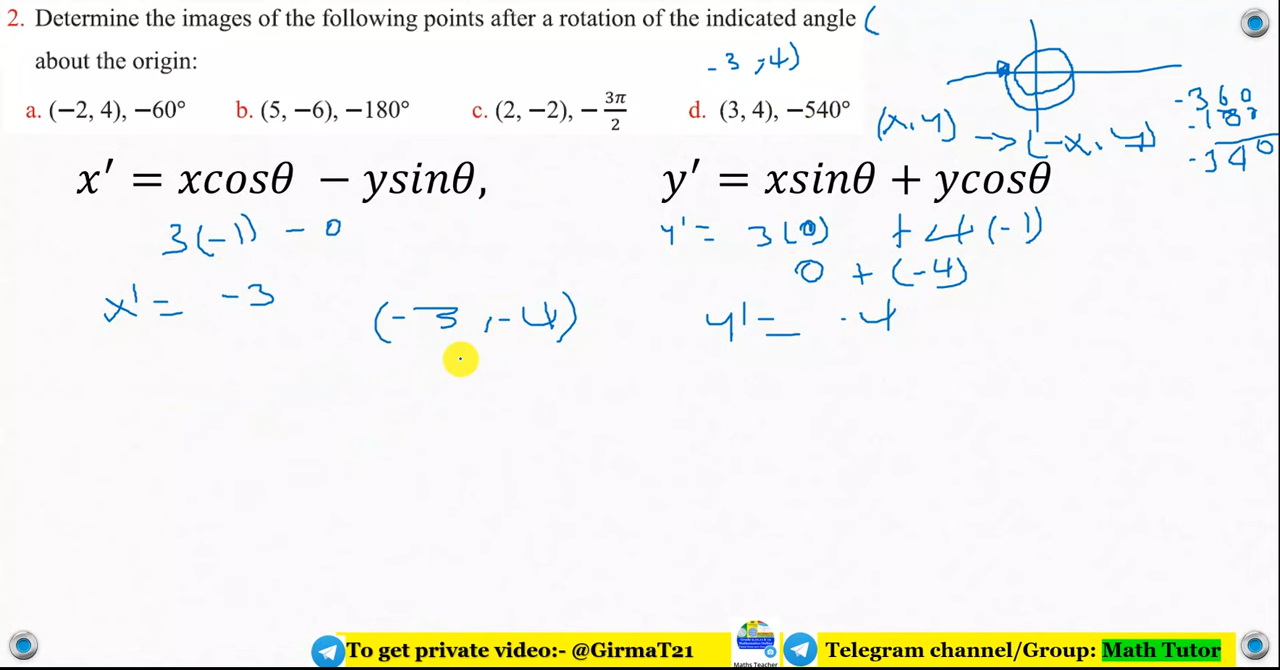 2. Determine the images of the following points after a rotation of the indicated angle (
about the origin:
-3 , 4)
a. (−2, 4), −60° b. (5, −6), −180° c. (2, −2), − 3π/2 d. (3, 4), −540°
(x, y) -> (-x, y)
-360
-180
-340
x′ = xcosθ − ysinθ, y′ = xsinθ + ycosθ
3(-1) - 0
y' = 3(0) + 4(-1)
0 + (-4)
x' = -3
(-3, -4)
y' = -4
To get private video:- @GirmaT21
Maths Teacher
Telegram channel/Group: Math Tutor